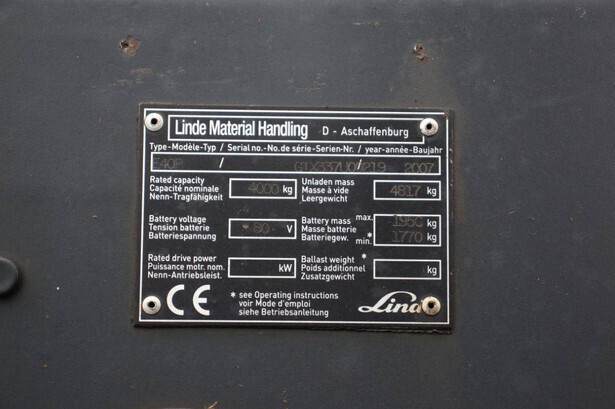 Linde Material Handling D - Aschaffenburg
Type-Modèle-Typ / Serial no.-No. de série-Serien-Nr. / year-année-Baujahr
E40P / / 2007
Rated capacity
Capacité nominale
Nenn-Tragfähigkeit
4000 kg
Unladen mass
Masse à vide
Leergewicht
4817 kg
Battery voltage
Tension batterie
Batteriespannung
80 V
Battery mass
Masse batterie
Batteriegew. *
max.
min.
kg
1770 kg
Rated drive power
Puissance motr. nom.
Nenn-Antriebsleist.
kW
Ballast weight *
Poids additionnel
Zusatzgewicht
kg
CE
* see Operating instructions
voir Mode d'emploi
siehe Betriebsanleitung
Linde